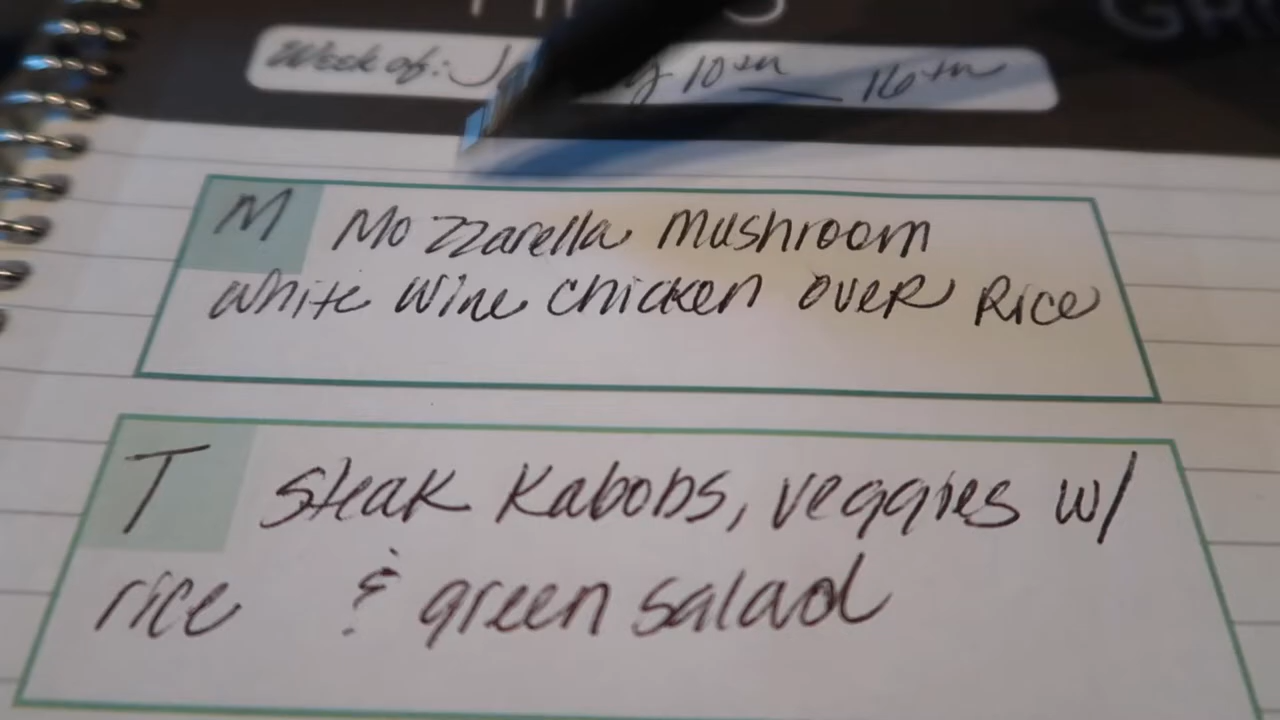 Week of: 10th — 16th
M Mozzarella Mushroom
white wine chicken over Rice
T Steak Kabobs, veggies w/
rice & green salad